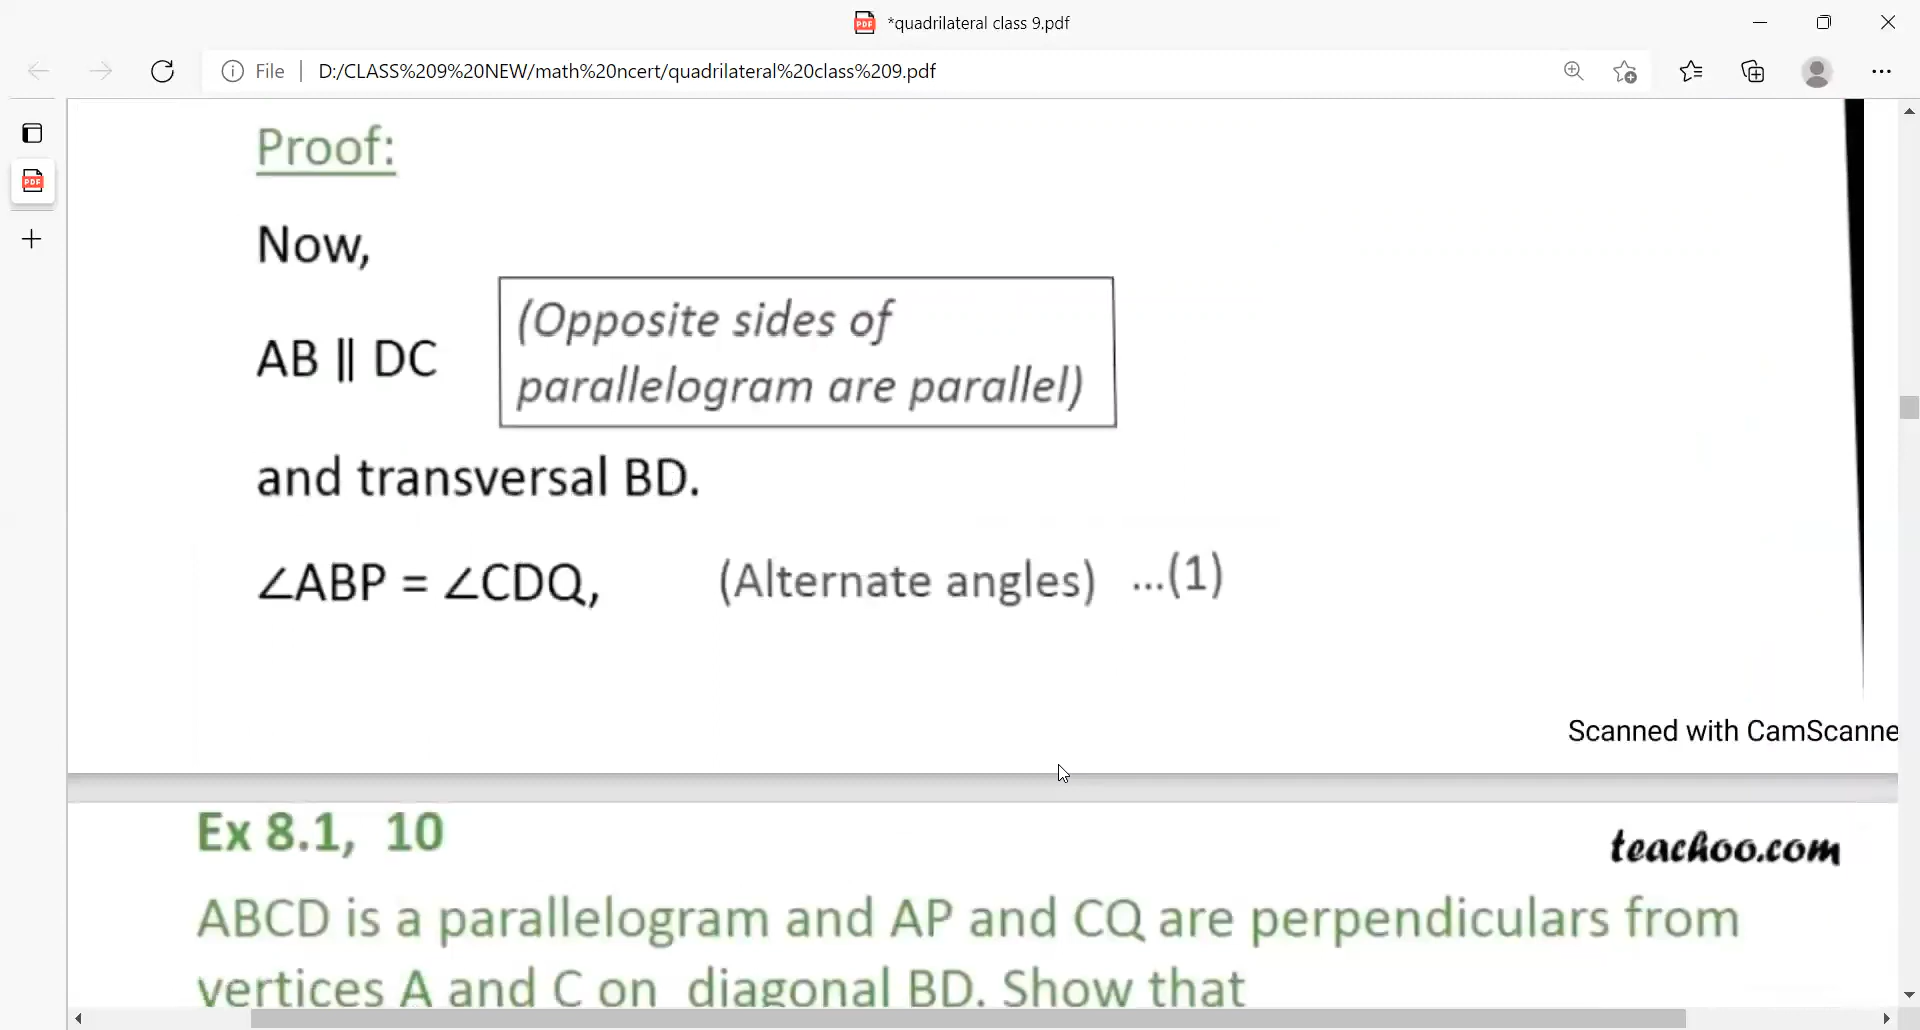 *quadrilateral class 9.pdf
File | D:/CLASS%209%20NEW/math%20ncert/quadrilateral%20class%209.pdf
Proof:
Now,
(Opposite sides of
AB ∥ DC
parallelogram are parallel)
and transversal BD.
∠ABP = ∠CDQ, (Alternate angles) ...(1)
Scanned with CamScanne
Ex 8.1, 10
teachoo.com
ABCD is a parallelogram and AP and CQ are perpendiculars from
vertices A and C on diagonal BD. Show that